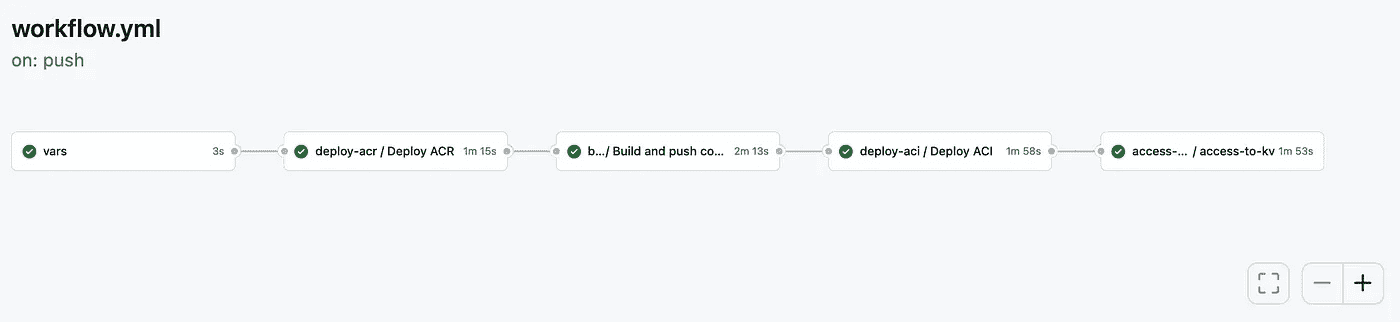 workflow.yml
on: push
vars 3s
deploy-acr / Deploy ACR 1m 15s
b.../ Build and push co... 2m 13s
deploy-aci / Deploy ACI 1m 58s
access-... / access-to-kv 1m 53s